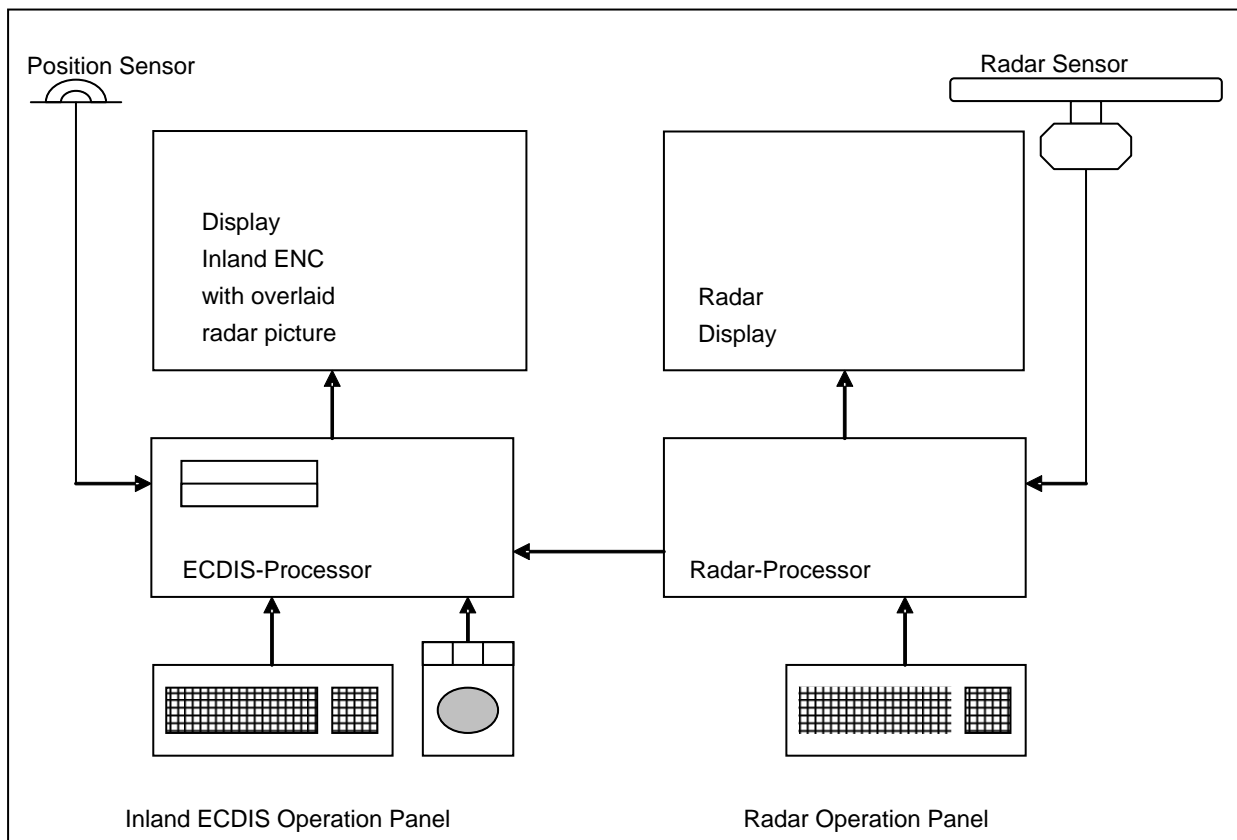 Position Sensor
Radar Sensor
Display
Inland ENC
with overlaid
radar picture
Radar
Display
ECDIS-Processor
Radar-Processor
Inland ECDIS Operation Panel
Radar Operation Panel